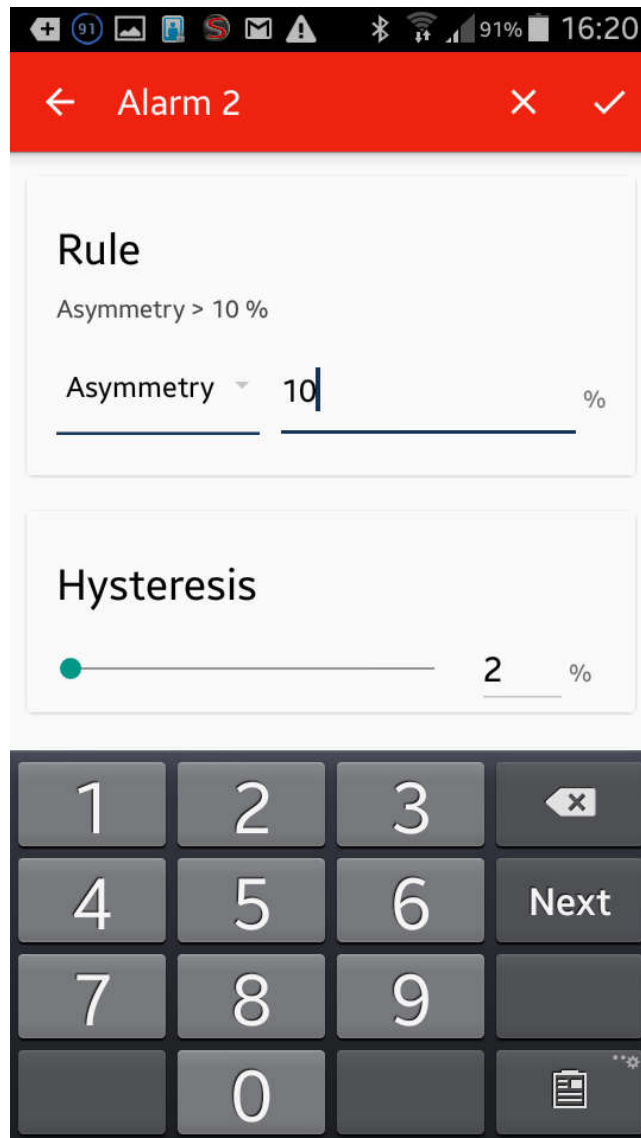 91 91% 16:20
Alarm 2
Rule
Asymmetry > 10 %
Asymmetry 10 %
Hysteresis
2 %
1 2 3
4 5 6 Next
7 8 9
0